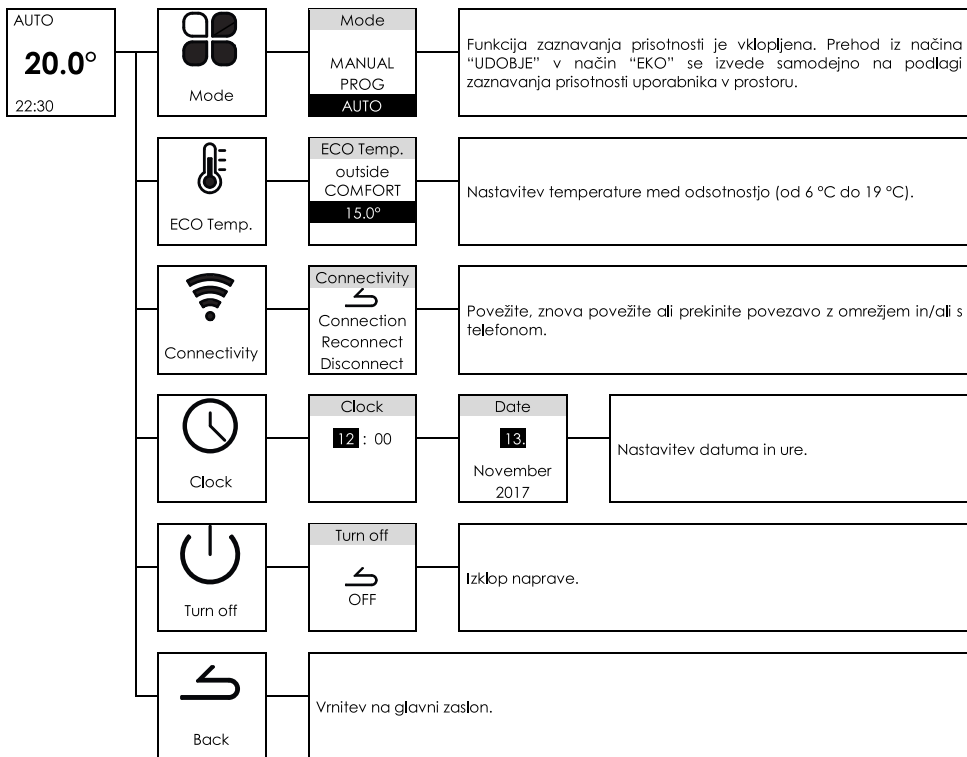 AUTO
20.0°
22:30
Mode
Mode
MANUAL
PROG
AUTO
Funkcija zaznavanja prisotnosti je vklopljena. Prehod iz načina
“UDOBJE” v način “EKO” se izvede samodejno na podlagi
zaznavanja prisotnosti uporabnika v prostoru.
ECO Temp.
ECO Temp.
outside
COMFORT
15.0°
Nastavitev temperature med odsotnostjo (od 6 °C do 19 °C).
Connectivity
Connectivity
Connection
Reconnect
Disconnect
Povežite, znova povežite ali prekinite povezavo z omrežjem in/ali s
telefonom.
Clock
Clock
12 : 00
Date
13.
November
2017
Nastavitev datuma in ure.
Turn off
Turn off
OFF
Izklop naprave.
Back
Vrnitev na glavni zaslon.